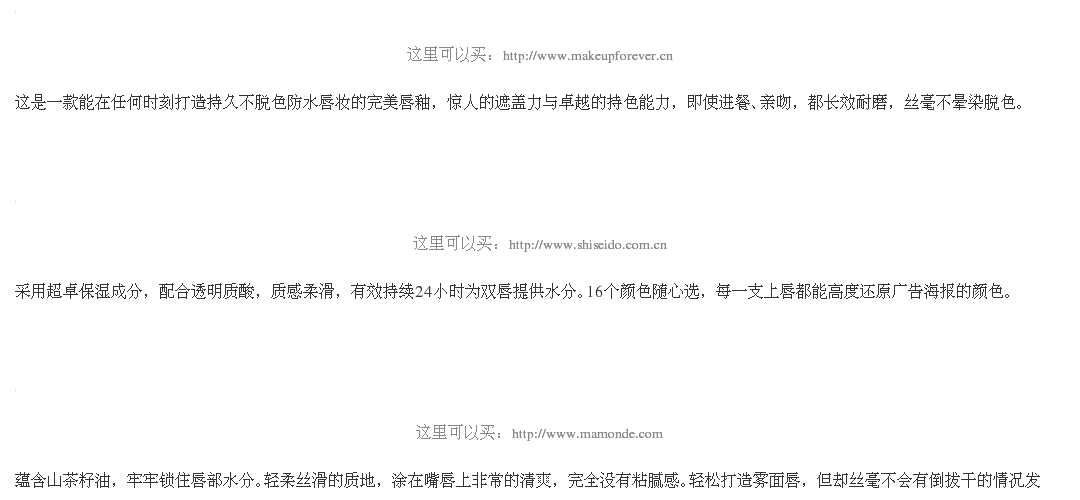 这里可以买：http://www.makeupforever.cn
这是一款能在任何时刻打造持久不脱色防水唇妆的完美唇釉，惊人的遮盖力与卓越的持色能力，即使进餐、亲吻，都长效耐磨，丝毫不晕染脱色。
这里可以买：http://www.shiseido.com.cn
采用超卓保湿成分，配合透明质酸，质感柔滑，有效持续24小时为双唇提供水分。16个颜色随心选，每一支上唇都能高度还原广告海报的颜色。
这里可以买：http://www.mamonde.com
蕴含山茶籽油，牢牢锁住唇部水分。轻柔丝滑的质地，涂在嘴唇上非常的清爽，完全没有粘腻感。轻松打造雾面唇，但却丝毫不会有倒拔干的情况发